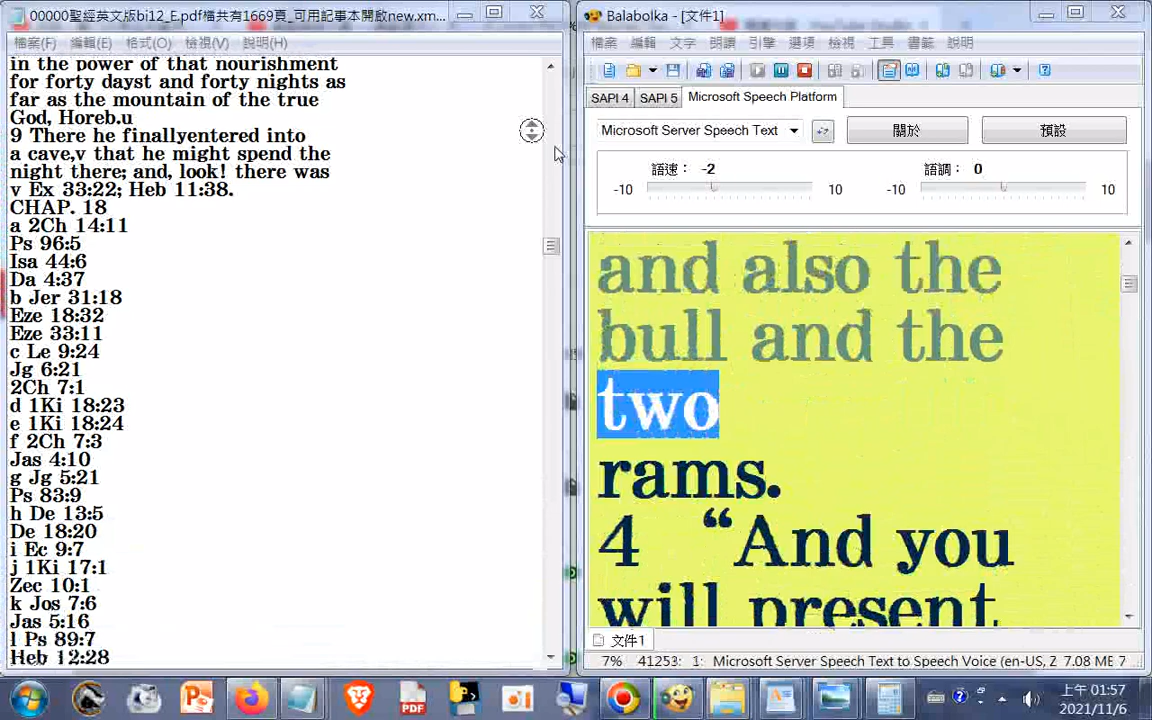 00000聖經英文版bi12_E.pdf檔共有1669頁_可用記事本開啟new.xm...
檔案(F) 編輯(E) 格式(O) 檢視(V) 說明(H)
in the power of that nourishment
for forty dayst and forty nights as
far as the mountain of the true
God, Horeb.u
9 There he finallyentered into
a cave,v that he might spend the
night there; and, look! there was
v Ex 33:22; Heb 11:38.
CHAP. 18
a 2Ch 14:11
Ps 96:5
Isa 44:6
Da 4:37
b Jer 31:18
Eze 18:32
Eze 33:11
c Le 9:24
Jg 6:21
2Ch 7:1
d 1Ki 18:23
e 1Ki 18:24
f 2Ch 7:3
Jas 4:10
g Jg 5:21
Ps 83:9
h De 13:5
De 18:20
i Ec 9:7
j 1Ki 17:1
Zec 10:1
k Jos 7:6
Jas 5:16
l Ps 89:7
Heb 12:28
Balabolka - [文件1]
檔案 編輯 文字 朗讀 引擎 選項 檢視 工具 書籤 說明
SAPI 4 SAPI 5 Microsoft Speech Platform
Microsoft Server Speech Text 關於 預設
語速: -2 語調: 0
-10 10 -10 10
and also the
bull and the
two
rams.
4 “And you
will present
文件1
7% 41253: 1: Microsoft Server Speech Text to Speech Voice (en-US, Z 7.08 MB 7
PDF
上午 01:57
2021/11/6